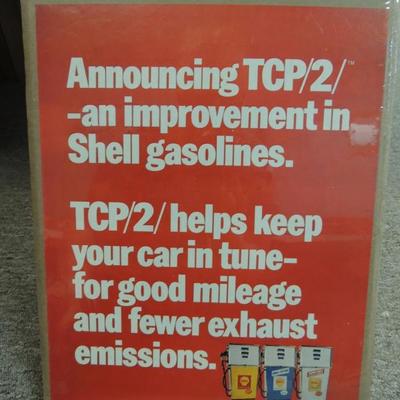 Announcing TCP/2/™
-an improvement in
Shell gasolines.
TCP/2/ helps keep
your car in tune-
for good mileage
and fewer exhaust
emissions.